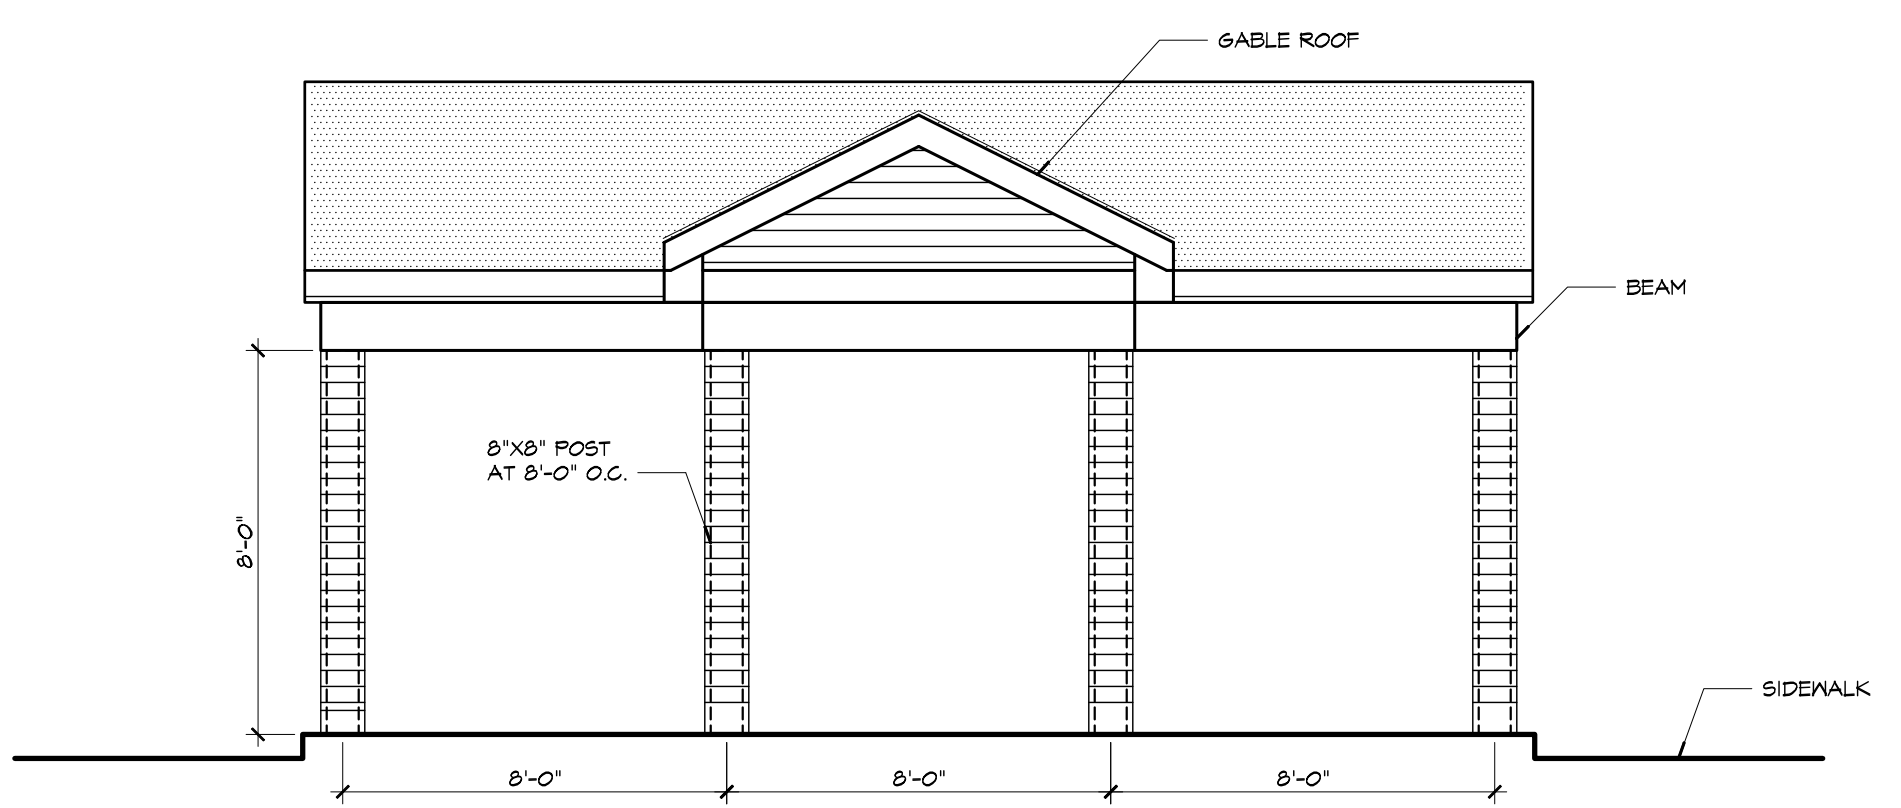 GABLE ROOF
BEAM
8"X8" POST
AT 8'-0" O.C.
8'-0"
SIDEWALK
8'-0"
8'-0"
8'-0"